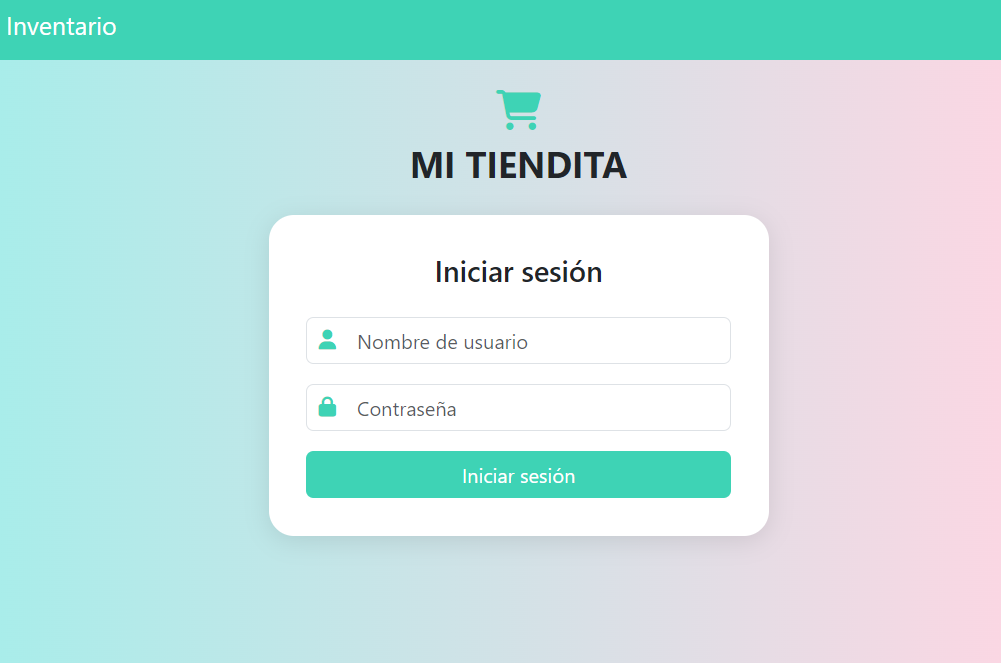 Inventario
MI TIENDITA
Iniciar sesión
Nombre de usuario
Contraseña
Iniciar sesión